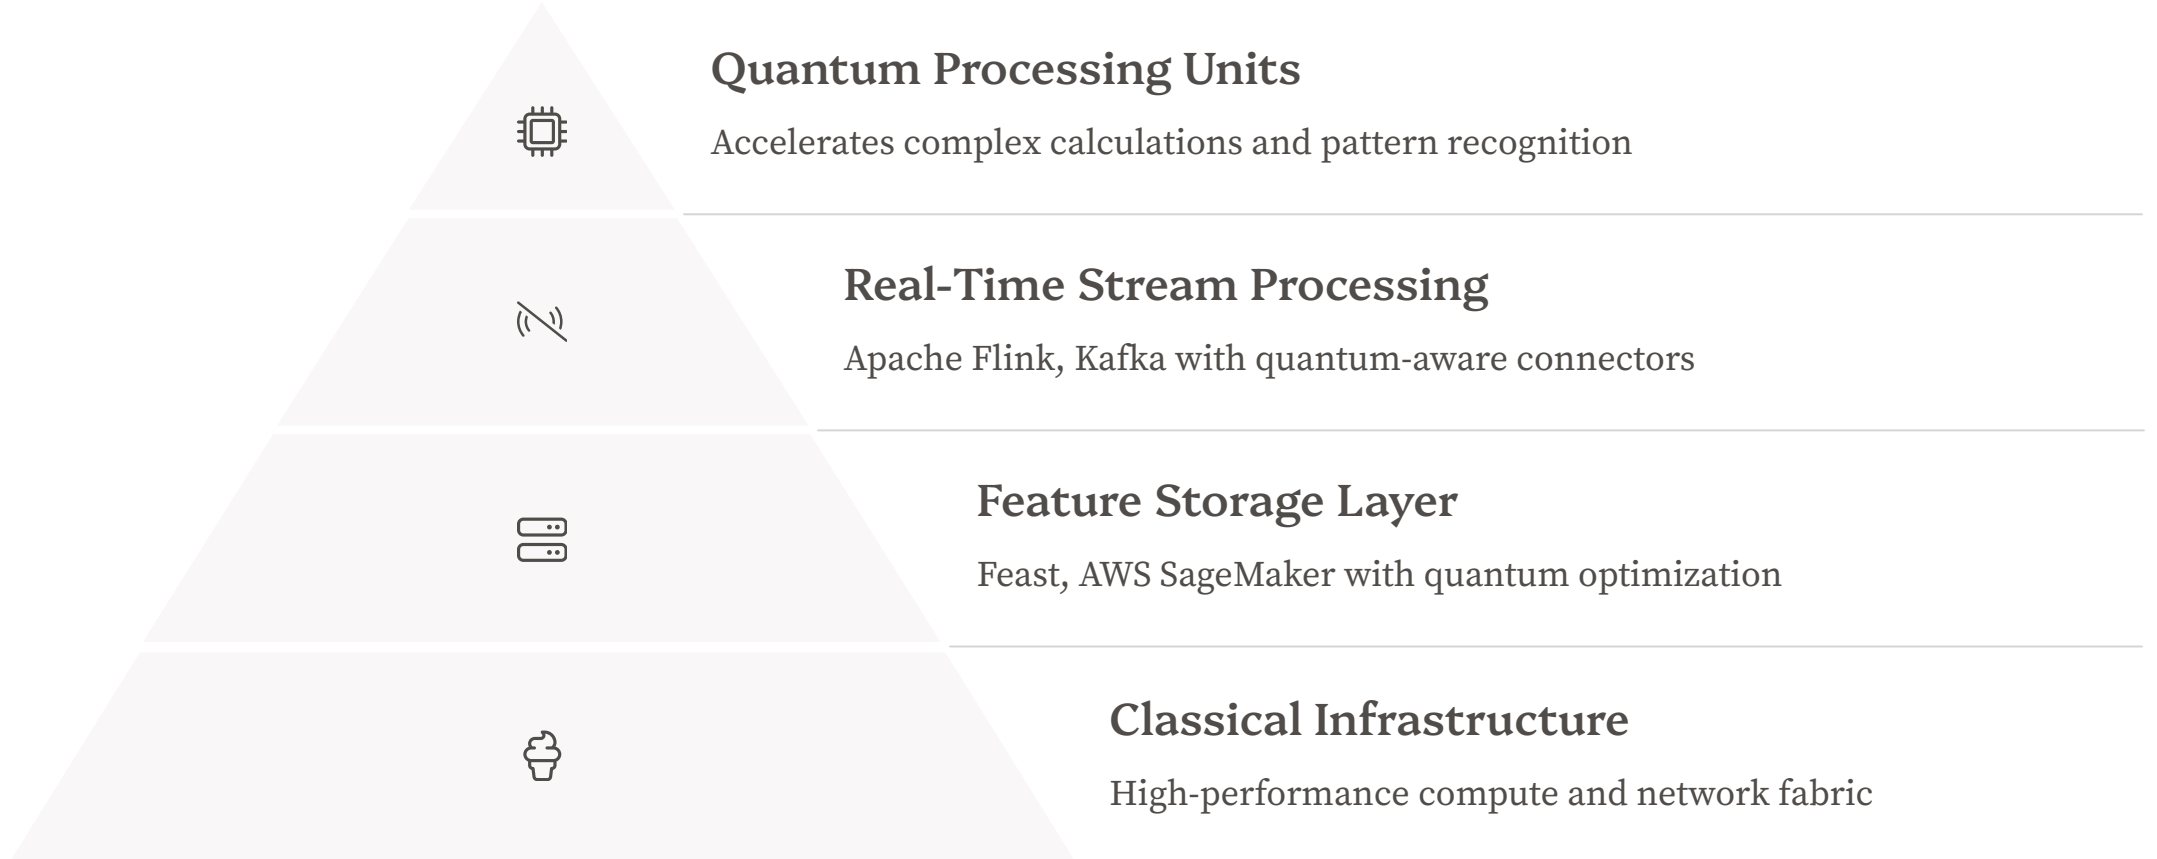 Quantum Processing Units
Accelerates complex calculations and pattern recognition
Real-Time Stream Processing
Apache Flink, Kafka with quantum-aware connectors
Feature Storage Layer
Feast, AWS SageMaker with quantum optimization
Classical Infrastructure
High-performance compute and network fabric